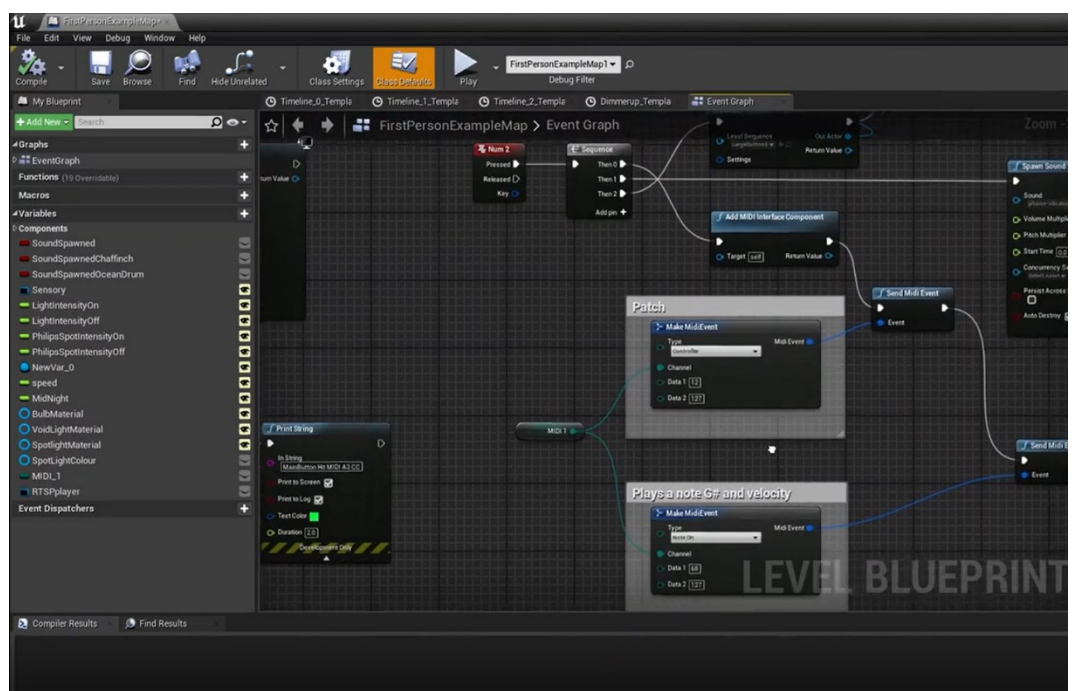 FirstPersonExampleMap•
File Edit View Debug Window Help
Compile Save Browse Find Hide Unrelated Class Settings Class Defaults Play
FirstPersonExampleMap1
Debug Filter
My Blueprint
Timeline_0_Templa Timeline_1_Templa Timeline_2_Templa Dimmerup_Templa Event Graph
+Add New Search
FirstPersonExampleMap > Event Graph
Zoom -
Graphs
EventGraph
Functions (19 Overridable)
Macros
Variables
Components
SoundSpawned
SoundSpawnedChaffinch
SoundSpawnedOceanDrum
Sensory
LightIntensityOn
LightIntensityOff
PhilipsSpotIntensityOn
PhilipsSpotIntensityOff
NewVar_0
speed
MidNight
BulbMaterial
VoidLightMaterial
SpotlightMaterial
SpotLightColour
MIDI_1
RTSPplayer
Event Dispatchers
turn Value
Num 2
Pressed
Released
Key
Sequence
Then 0
Then 1
Then 2
Add pin +
Level Sequence
Out Actor
Settings
Return Value
Add MIDI Interface Component
Target self
Return Value
Spawn Sound
Sound
Volume Multipl
Pitch Multiplier
Start Time 0.0
Concurrency Se
Persist Across
Auto Destroy
Send Midi Event
Event
Patch
Make MidiEvent
Type
Controller
Midi Event
Channel
Data 1 12
Data 2 127
MIDI 1
Print String
In String
MainButton Hit MIDI A3 CC
Print to Screen
Print to Log
Text Color
Duration 2.0
Development Only
Plays a note G# and velocity
Make MidiEvent
Type
Note On
Midi Event
Channel
Data 1 68
Data 2 127
Send Midi E
Event
LEVEL BLUEPRINT
Compiler Results
Find Results